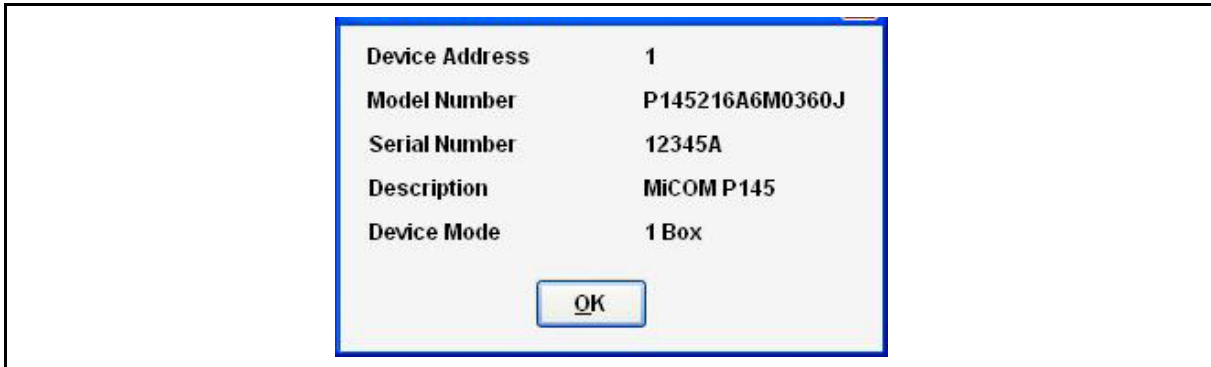 Device Address 1
Model Number P145216A6M0360J
Serial Number 12345A
Description MiCOM P145
Device Mode 1 Box
OK